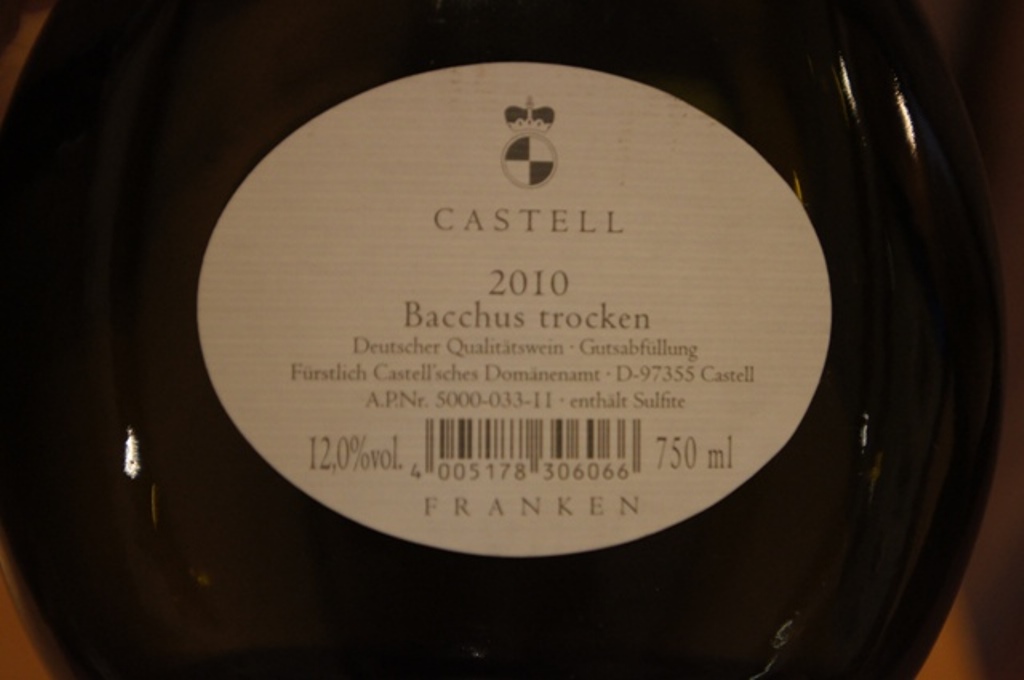 CASTELL
2010
Bacchus trocken
Deutscher Qualitätswein · Gutsabfüllung
Fürstlich Castell'sches Domänenamt · D-97355 Castell
A.P.Nr. 5000-033-11 · enthält Sulfite
12,0%vol. 4 005178 306066 750 ml
FRANKEN